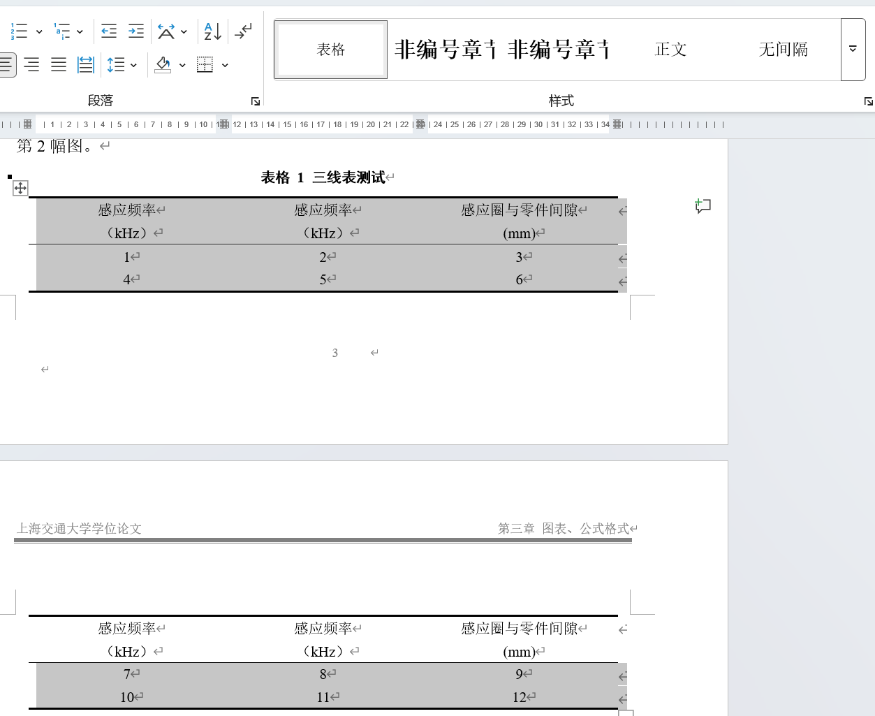 表格 非编号章节 非编号章节 正文 无间隔
段落 样式
1 2 3 4 5 6 7 8 9 10 12 13 14 15 16 17 18 19 20 21 22 24 25 26 27 28 29 30 31 32 33 34
第 2 幅图。
表格 1 三线表测试
感应频率 感应频率 感应圈与零件间隙
（kHz） （kHz） (mm)
1 2 3
4 5 6
3
上海交通大学学位论文 第三章 图表、公式格式
感应频率 感应频率 感应圈与零件间隙
（kHz） （kHz） (mm)
7 8 9
10 11 12